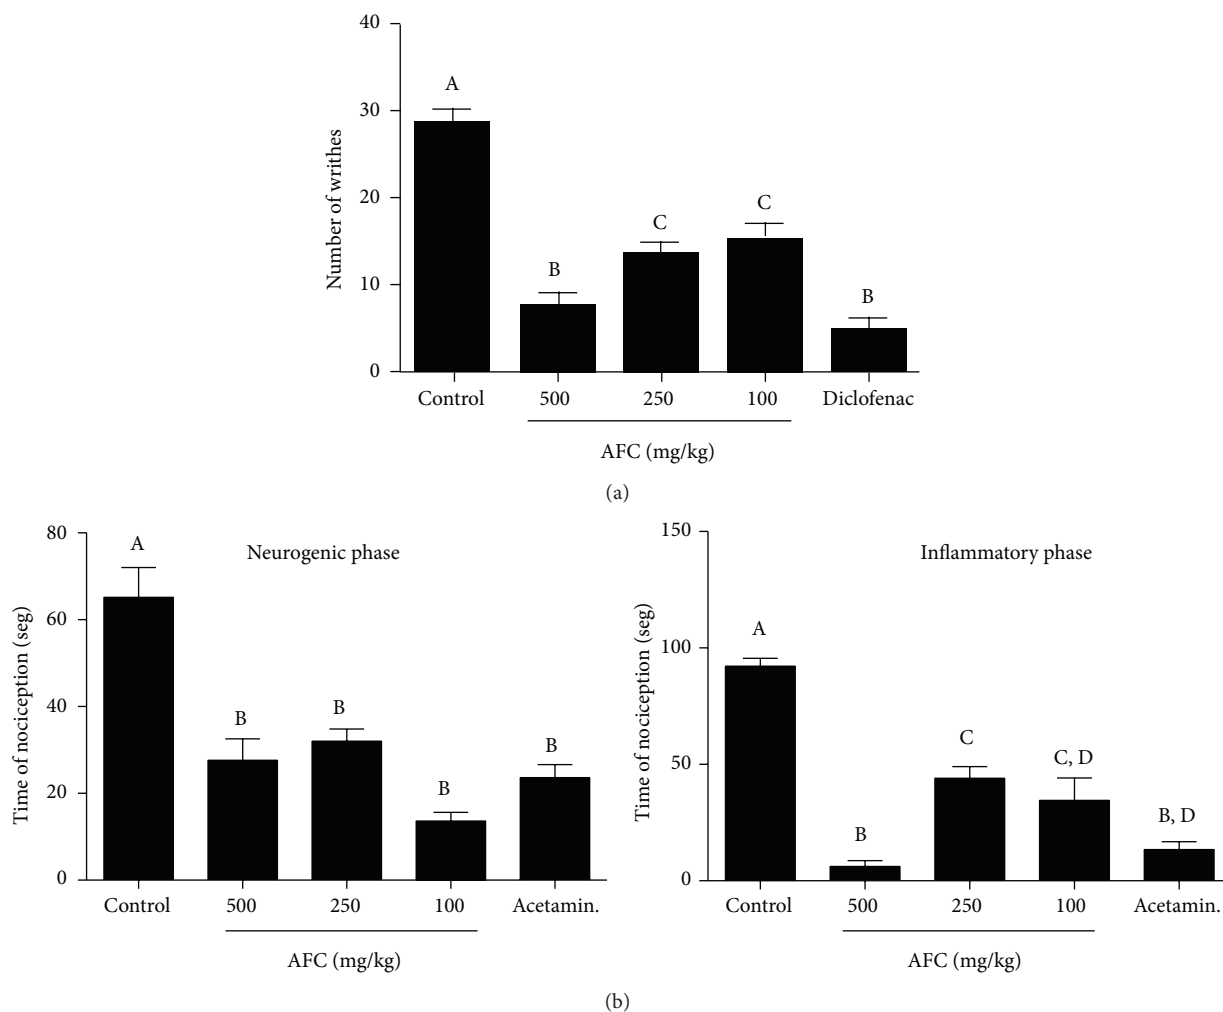 40
30
20
10
0
Number of writhes
A
B
C
C
B
Control
500
250
100
Diclofenac
AFC (mg/kg)
(a)
80
60
40
20
0
Time of nociception (seg)
Neurogenic phase
A
B
B
B
B
Control
500
250
100
Acetamin.
AFC (mg/kg)
150
100
50
0
Time of nociception (seg)
Inflammatory phase
A
B
C
C, D
B, D
Control
500
250
100
Acetamin.
AFC (mg/kg)
(b)